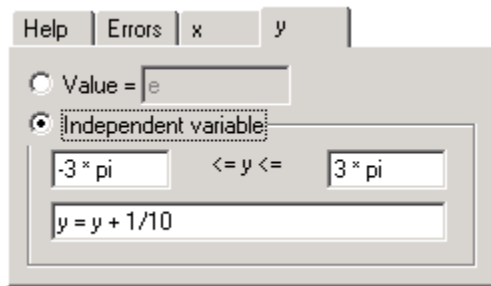 Help Errors x y
Value = e
Independent variable
-3 * pi <= y <= 3 * pi
y = y + 1/10